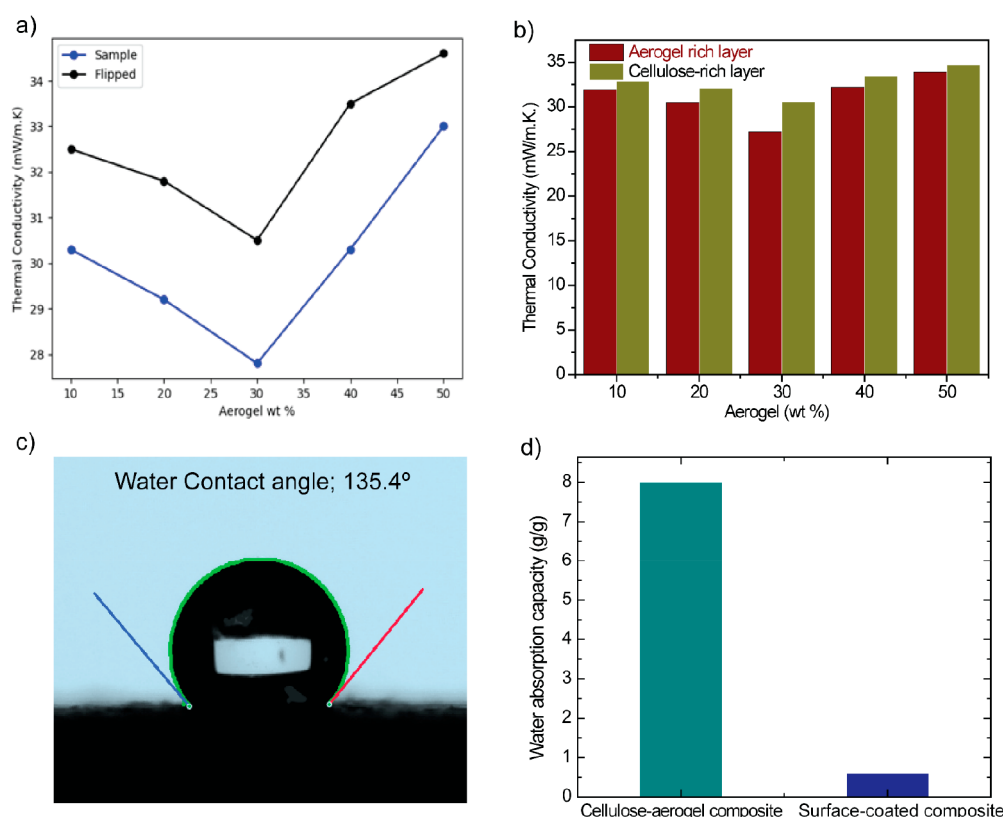 a)
Sample
Flipped
Thermal Conductivity (mW/m.K)
34
33
32
31
30
29
28
10 15 20 25 30 35 40 45 50
Aerogel wt %
b)
Aerogel rich layer
Cellulose-rich layer
Thermal Conductivity (mW/m.K.)
35
30
25
20
15
10
5
0
10 20 30 40 50
Aerogel (wt %)
c)
Water Contact angle; 135.4º
d)
Water absorption capacity (g/g)
8
7
6
5
4
3
2
1
0
Cellulose-aerogel composite Surface-coated composite